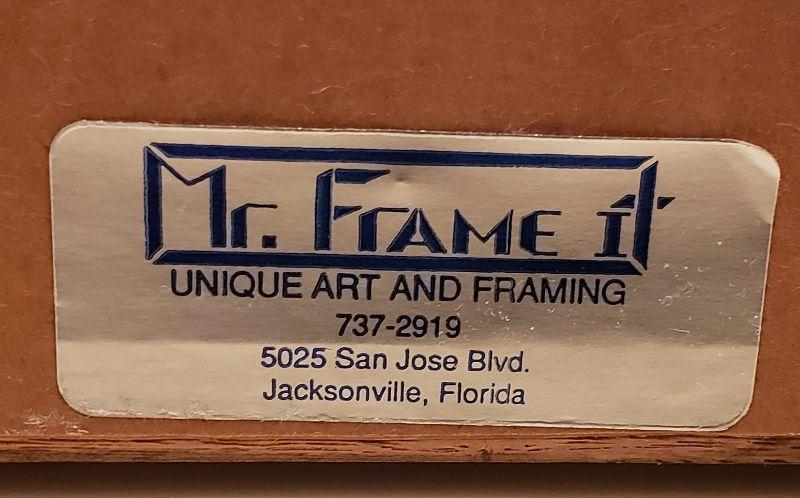 Mr. Frame it
UNIQUE ART AND FRAMING
737-2919
5025 San Jose Blvd.
Jacksonville, Florida